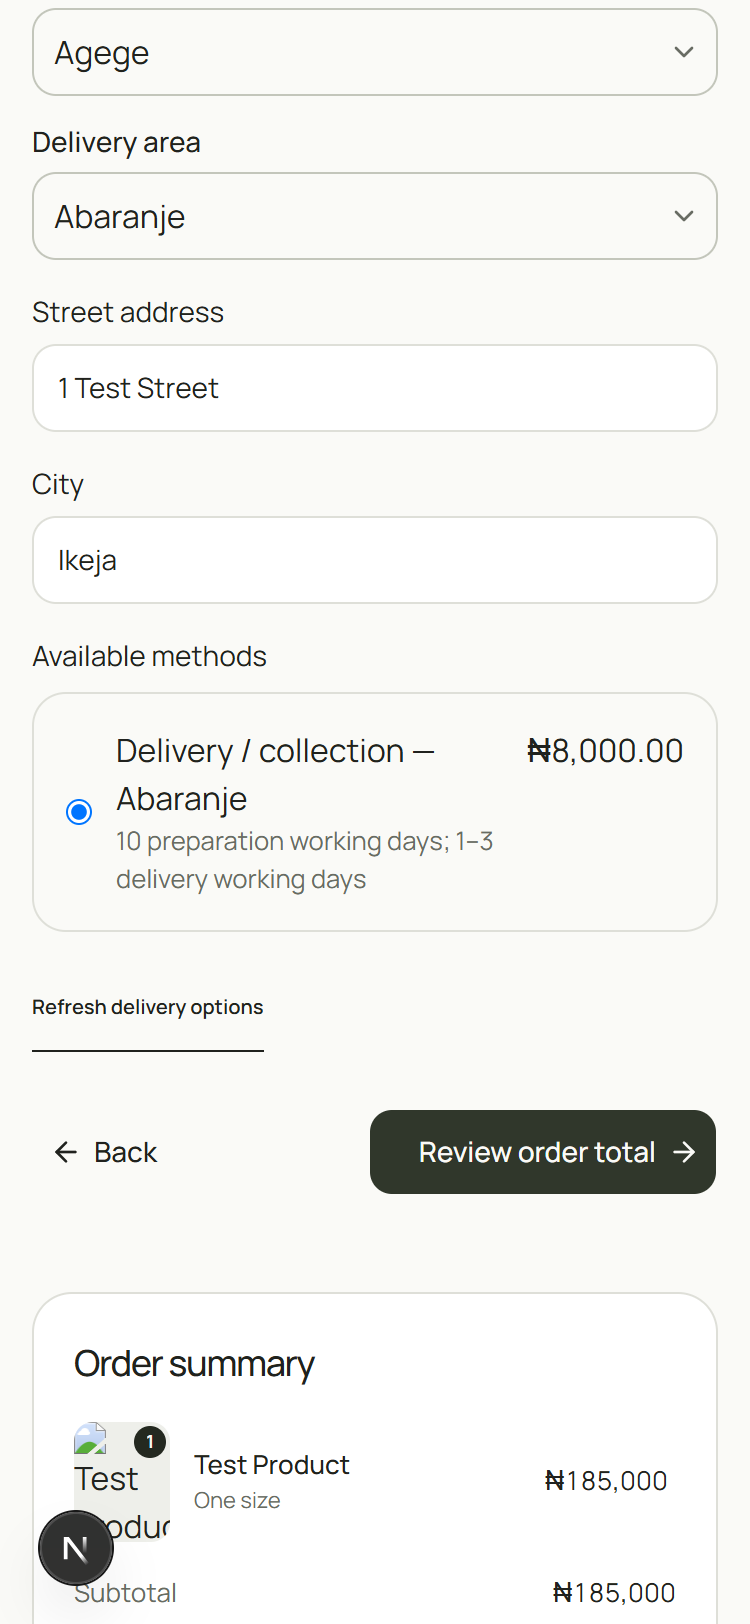 Agege
Delivery area
Abaranje
Street address
1 Test Street
City
Ikeja
Available methods
Delivery / collection — ₦8,000.00
Abaranje
10 preparation working days; 1–3
delivery working days
Refresh delivery options
← Back
Review order total →
Order summary
1
Test
Test Product
One size
₦185,000
N
Subtotal ₦185,000